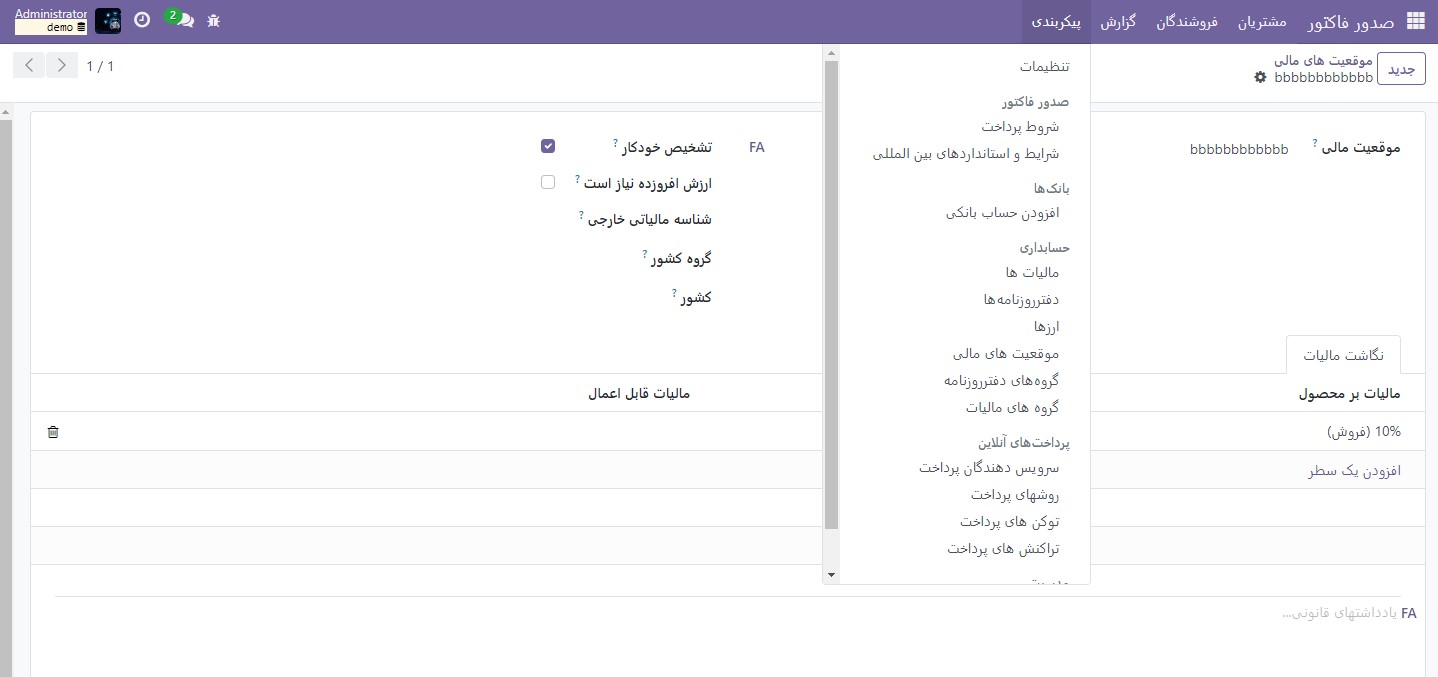 صدور فاکتور
مشتریان
فروشندگان
گزارش
پیکربندی
2
Administrator
demo
جدید
موقعیت های مالی
bbbbbbbbbbbb
1 / 1
تنظیمات
صدور فاکتور
شروط پرداخت
شرایط و استانداردهای بین المللی
بانک‌ها
افزودن حساب بانکی
حسابداری
مالیات ها
دفترروزنامه‌ها
ارزها
موقعیت های مالی
گروه‌های دفترروزنامه
گروه های مالیات
پرداخت‌های آنلاین
سرویس دهندگان پرداخت
روشهای پرداخت
توکن های پرداخت
تراکنش های پرداخت
موقعیت مالی ?
bbbbbbbbbbbb
FA
تشخیص خودکار ?
ارزش افروزده نیاز است ?
شناسه مالیاتی خارجی ?
گروه کشور ?
کشور ?
نگاشت مالیات
مالیات بر محصول
مالیات قابل اعمال
10% (فروش)
افزودن یک سطر
FA یادداشتهای قانونی...